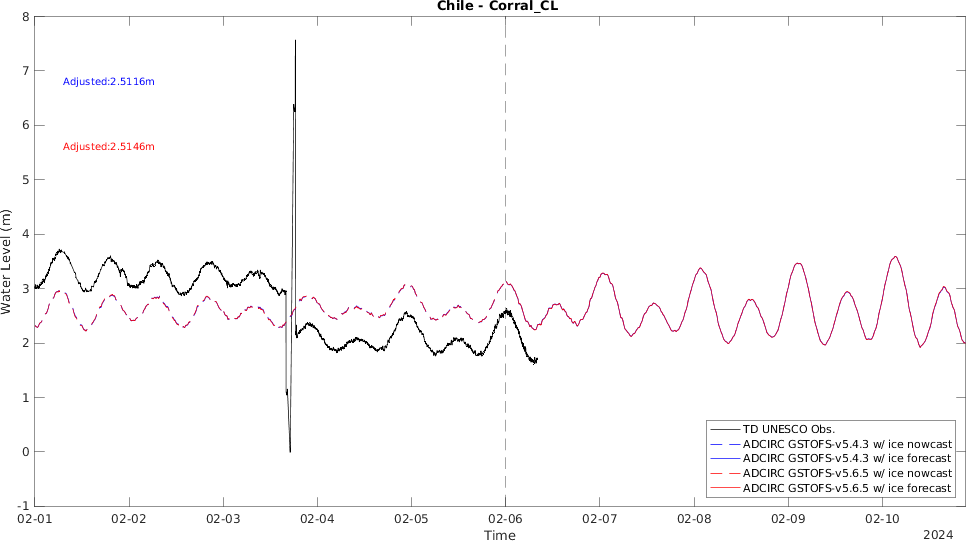 Chile - Corral_CL
8
7
6
5
4
3
2
1
0
-1
Water Level (m)
Adjusted:2.5116m
Adjusted:2.5146m
TD UNESCO Obs.
ADCIRC GSTOFS-v5.4.3 w/ ice nowcast
ADCIRC GSTOFS-v5.4.3 w/ ice forecast
ADCIRC GSTOFS-v5.6.5 w/ ice nowcast
ADCIRC GSTOFS-v5.6.5 w/ ice forecast
02-01 02-02 02-03 02-04 02-05 02-06 02-07 02-08 02-09 02-10
Time
2024